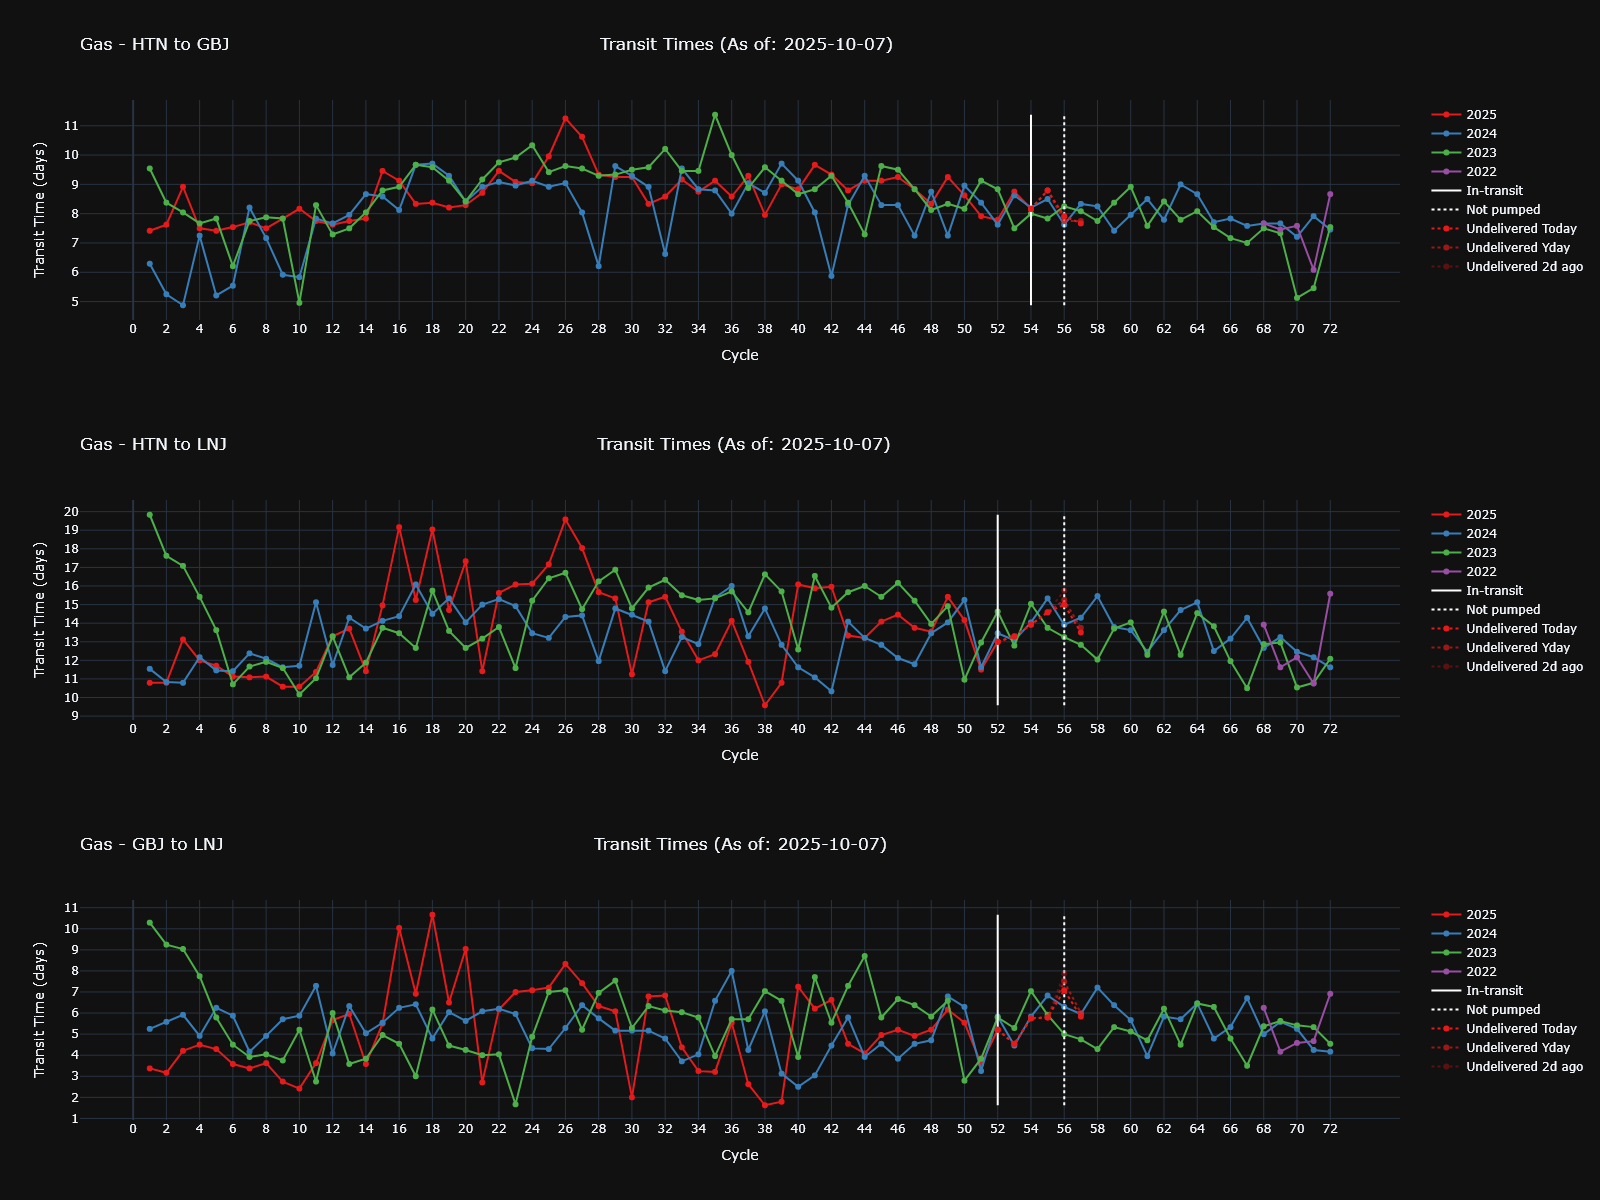 Gas - HTN to GBJ
Transit Times (As of: 2025-10-07)
Transit Time (days)
11
10
9
8
7
6
5
0 2 4 6 8 10 12 14 16 18 20 22 24 26 28 30 32 34 36 38 40 42 44 46 48 50 52 54 56 58 60 62 64 66 68 70 72
Cycle
2025
2024
2023
2022
In-transit
Not pumped
Undelivered Today
Undelivered Yday
Undelivered 2d ago
Gas - HTN to LNJ
Transit Times (As of: 2025-10-07)
Transit Time (days)
20
19
18
17
16
15
14
13
12
11
10
9
0 2 4 6 8 10 12 14 16 18 20 22 24 26 28 30 32 34 36 38 40 42 44 46 48 50 52 54 56 58 60 62 64 66 68 70 72
Cycle
2025
2024
2023
2022
In-transit
Not pumped
Undelivered Today
Undelivered Yday
Undelivered 2d ago
Gas - GBJ to LNJ
Transit Times (As of: 2025-10-07)
Transit Time (days)
11
10
9
8
7
6
5
4
3
2
1
0 2 4 6 8 10 12 14 16 18 20 22 24 26 28 30 32 34 36 38 40 42 44 46 48 50 52 54 56 58 60 62 64 66 68 70 72
Cycle
2025
2024
2023
2022
In-transit
Not pumped
Undelivered Today
Undelivered Yday
Undelivered 2d ago